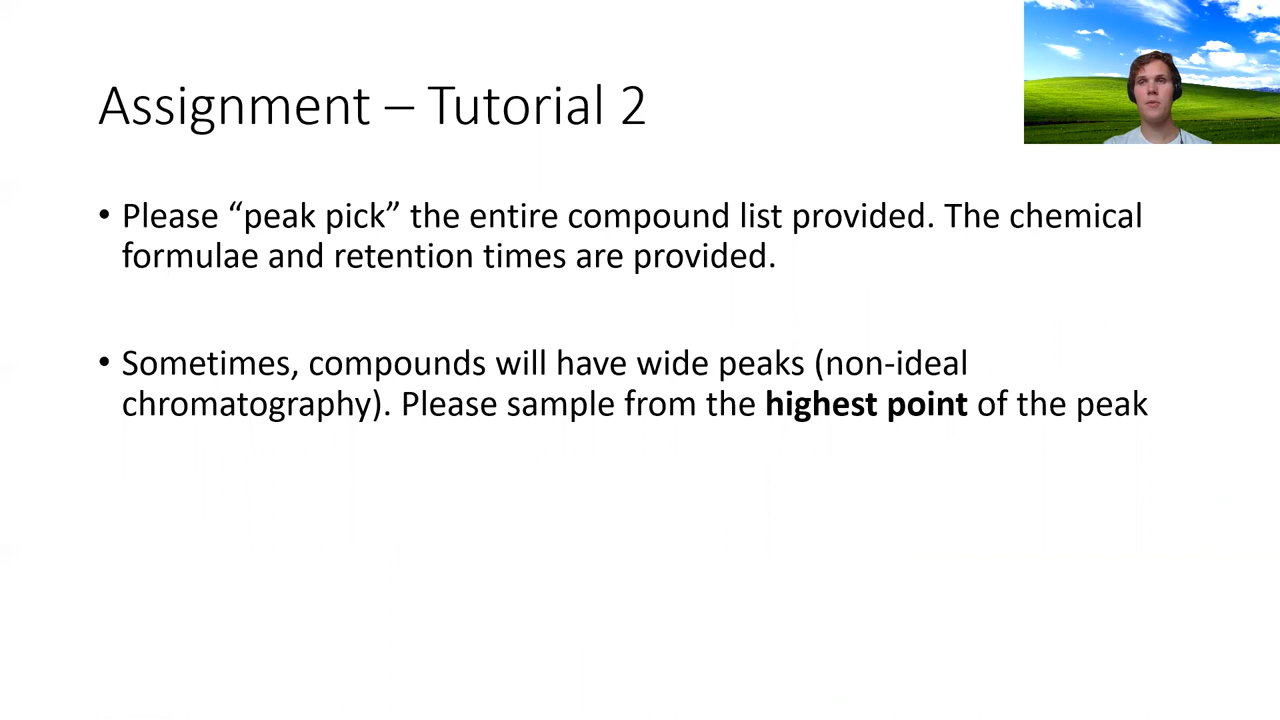 Assignment – Tutorial 2
• Please “peak pick” the entire compound list provided. The chemical
formulae and retention times are provided.
• Sometimes, compounds will have wide peaks (non-ideal
chromatography). Please sample from the highest point of the peak